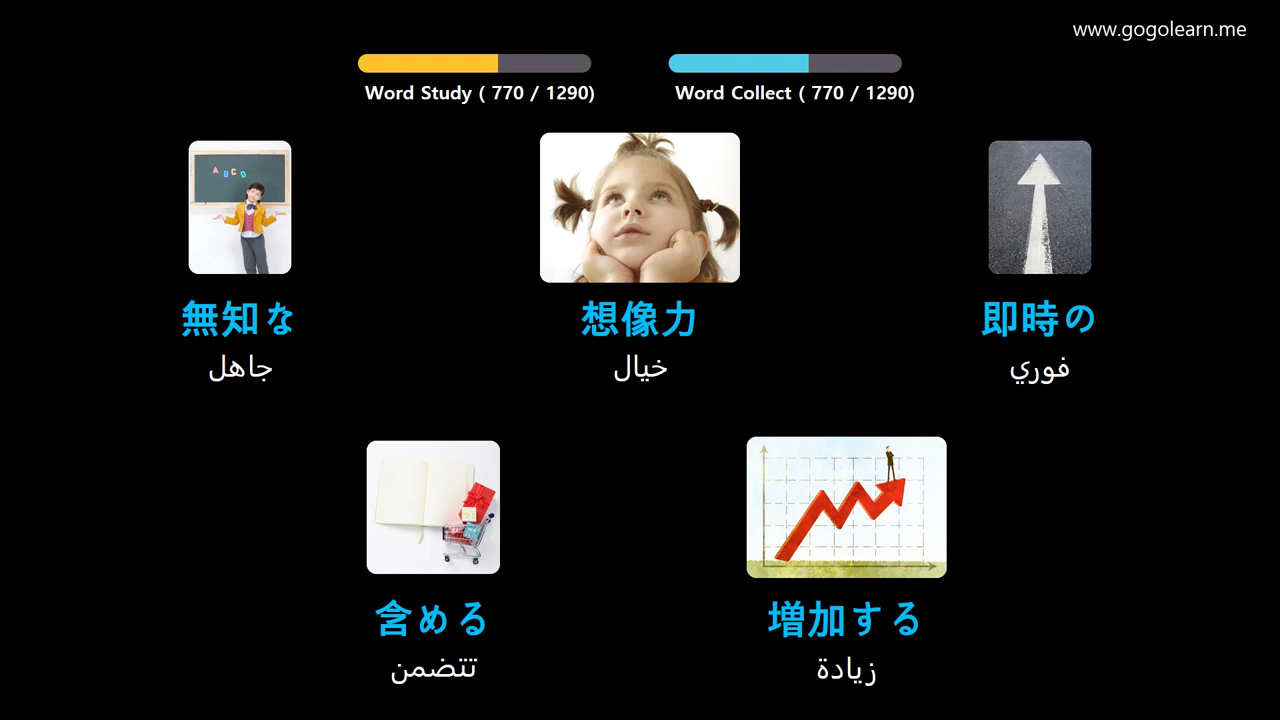 www.gogolearn.me
Word Study ( 770 / 1290)
Word Collect ( 770 / 1290)
A B C D
無知な
جاهل
想像力
خيال
即時の
فوري
含める
تتضمن
増加する
زيادة